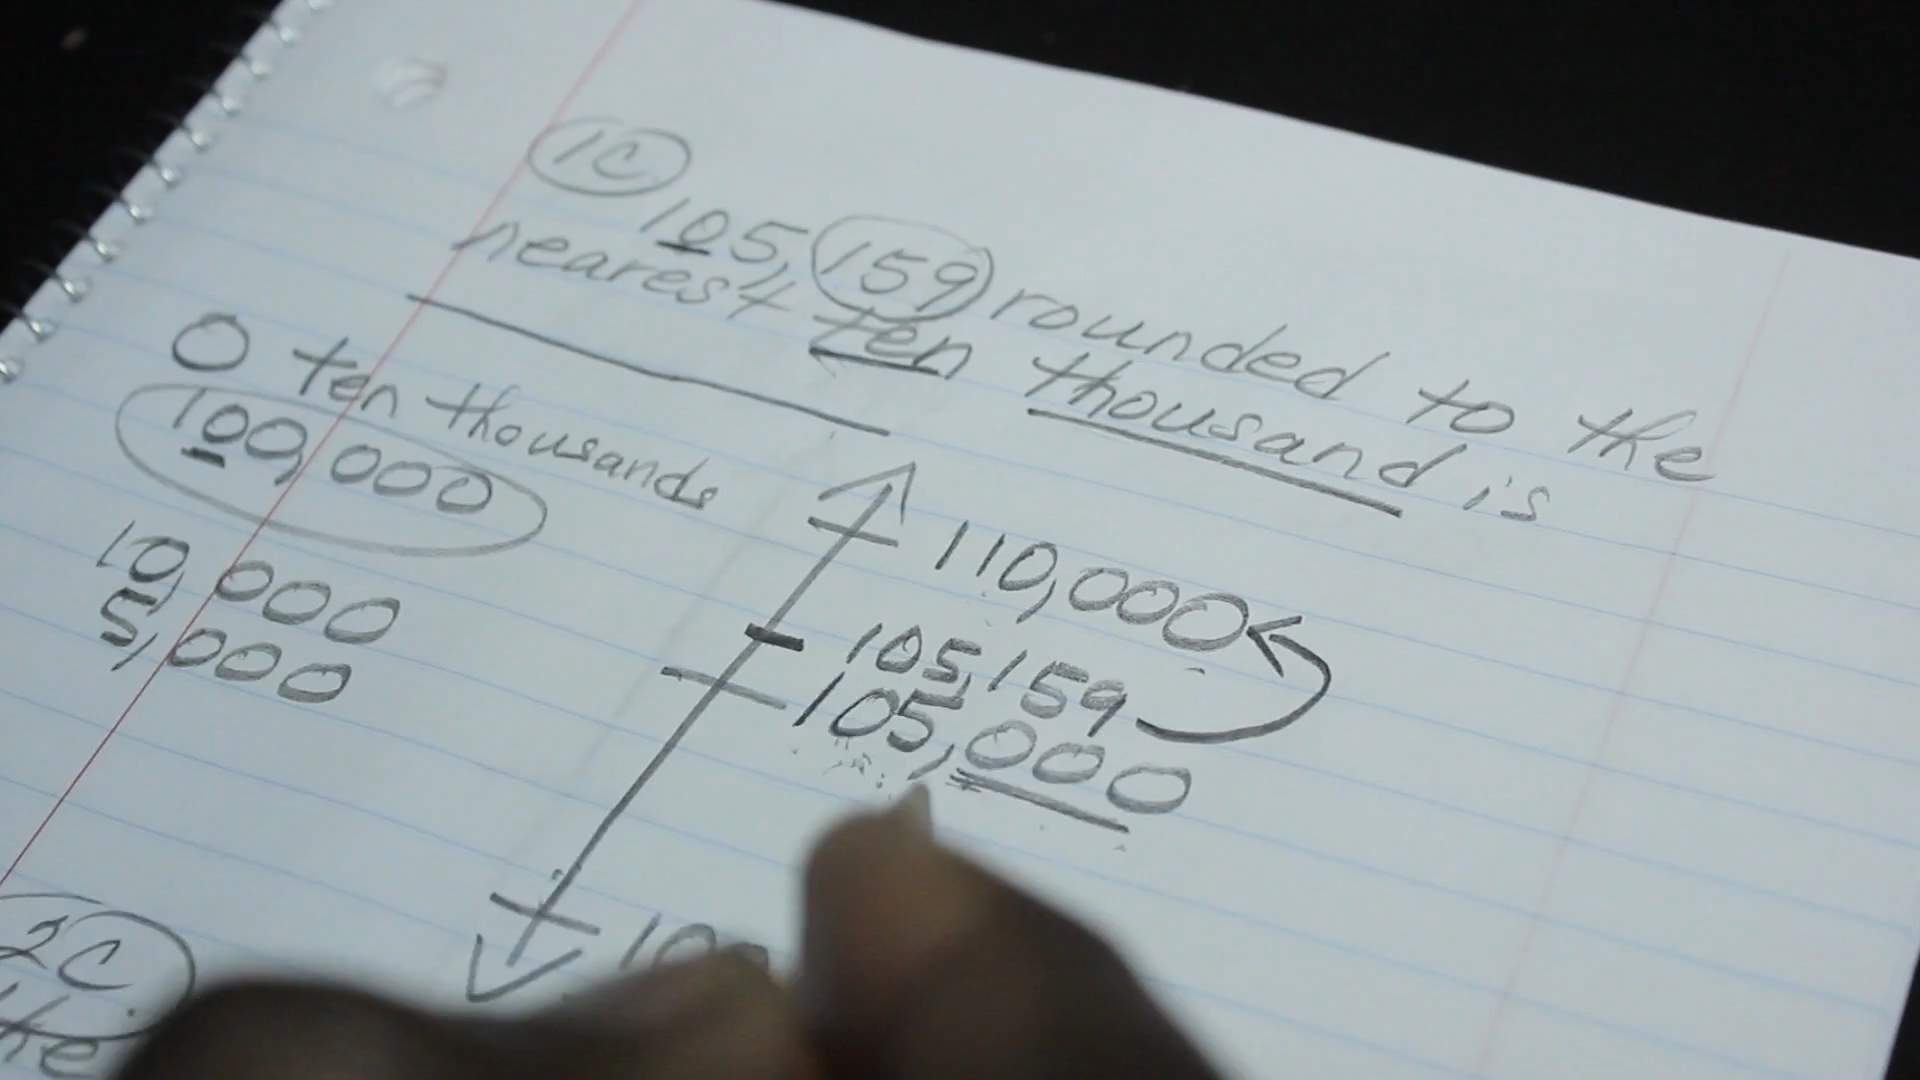 1C
105,159 rounded to the
nearest ten thousand is
0 ten thousands
100,000
10,000
5,000
110,000
105,159
105,000
2C
the